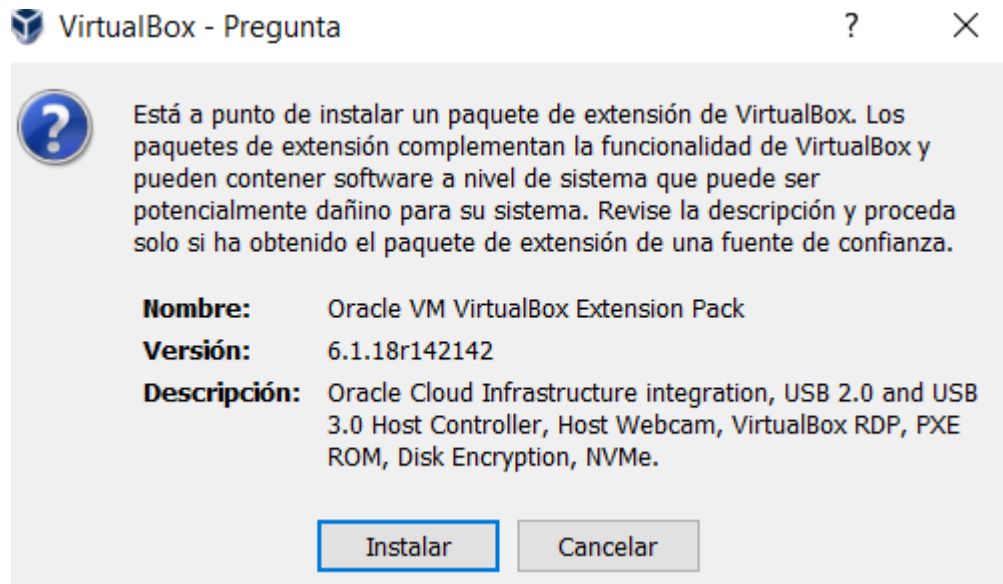 VirtualBox - Pregunta ?
Está a punto de instalar un paquete de extensión de VirtualBox. Los
paquetes de extensión complementan la funcionalidad de VirtualBox y
pueden contener software a nivel de sistema que puede ser
potencialmente dañino para su sistema. Revise la descripción y proceda
solo si ha obtenido el paquete de extensión de una fuente de confianza.
Nombre: Oracle VM VirtualBox Extension Pack
Versión: 6.1.18r142142
Descripción: Oracle Cloud Infrastructure integration, USB 2.0 and USB
3.0 Host Controller, Host Webcam, VirtualBox RDP, PXE
ROM, Disk Encryption, NVMe.
Instalar Cancelar